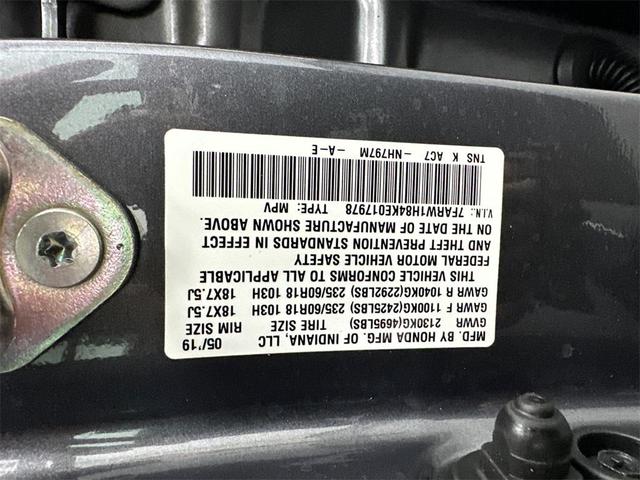 MFD. BY HONDA MFG. OF INDIANA, LLC 05/'19
GVWR 2130KG(4695LBS) TIRE SIZE RIM SIZE
GAWR F 1100KG(2425LBS) 235/60R18 103H 18X7.5J
GAWR R 1040KG(2292LBS) 235/60R18 103H 18X7.5J
THIS VEHICLE CONFORMS TO ALL APPLICABLE
FEDERAL MOTOR VEHICLE SAFETY
AND THEFT PREVENTION STANDARDS IN EFFECT
ON THE DATE OF MANUFACTURE SHOWN ABOVE.
V.I.N.: 7FARW1H84KE017978 TYPE: MPV
TNS K AC7 -NH797M -A-E